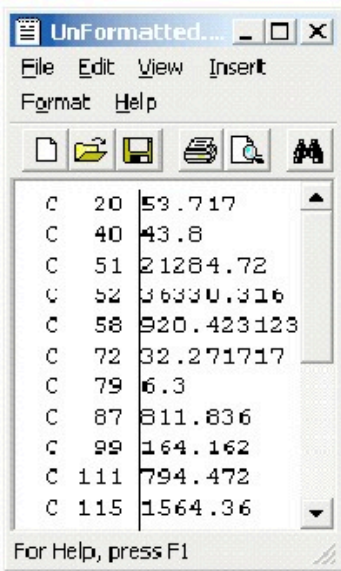 UnFormatted....
File Edit View Insert
Format Help
C 20 53.717
C 40 43.8
C 51 21284.72
C 52 36330.316
C 58 920.423123
C 72 32.271717
C 79 6.3
C 87 811.836
C 99 164.162
C 111 794.472
C 115 1564.36
For Help, press F1